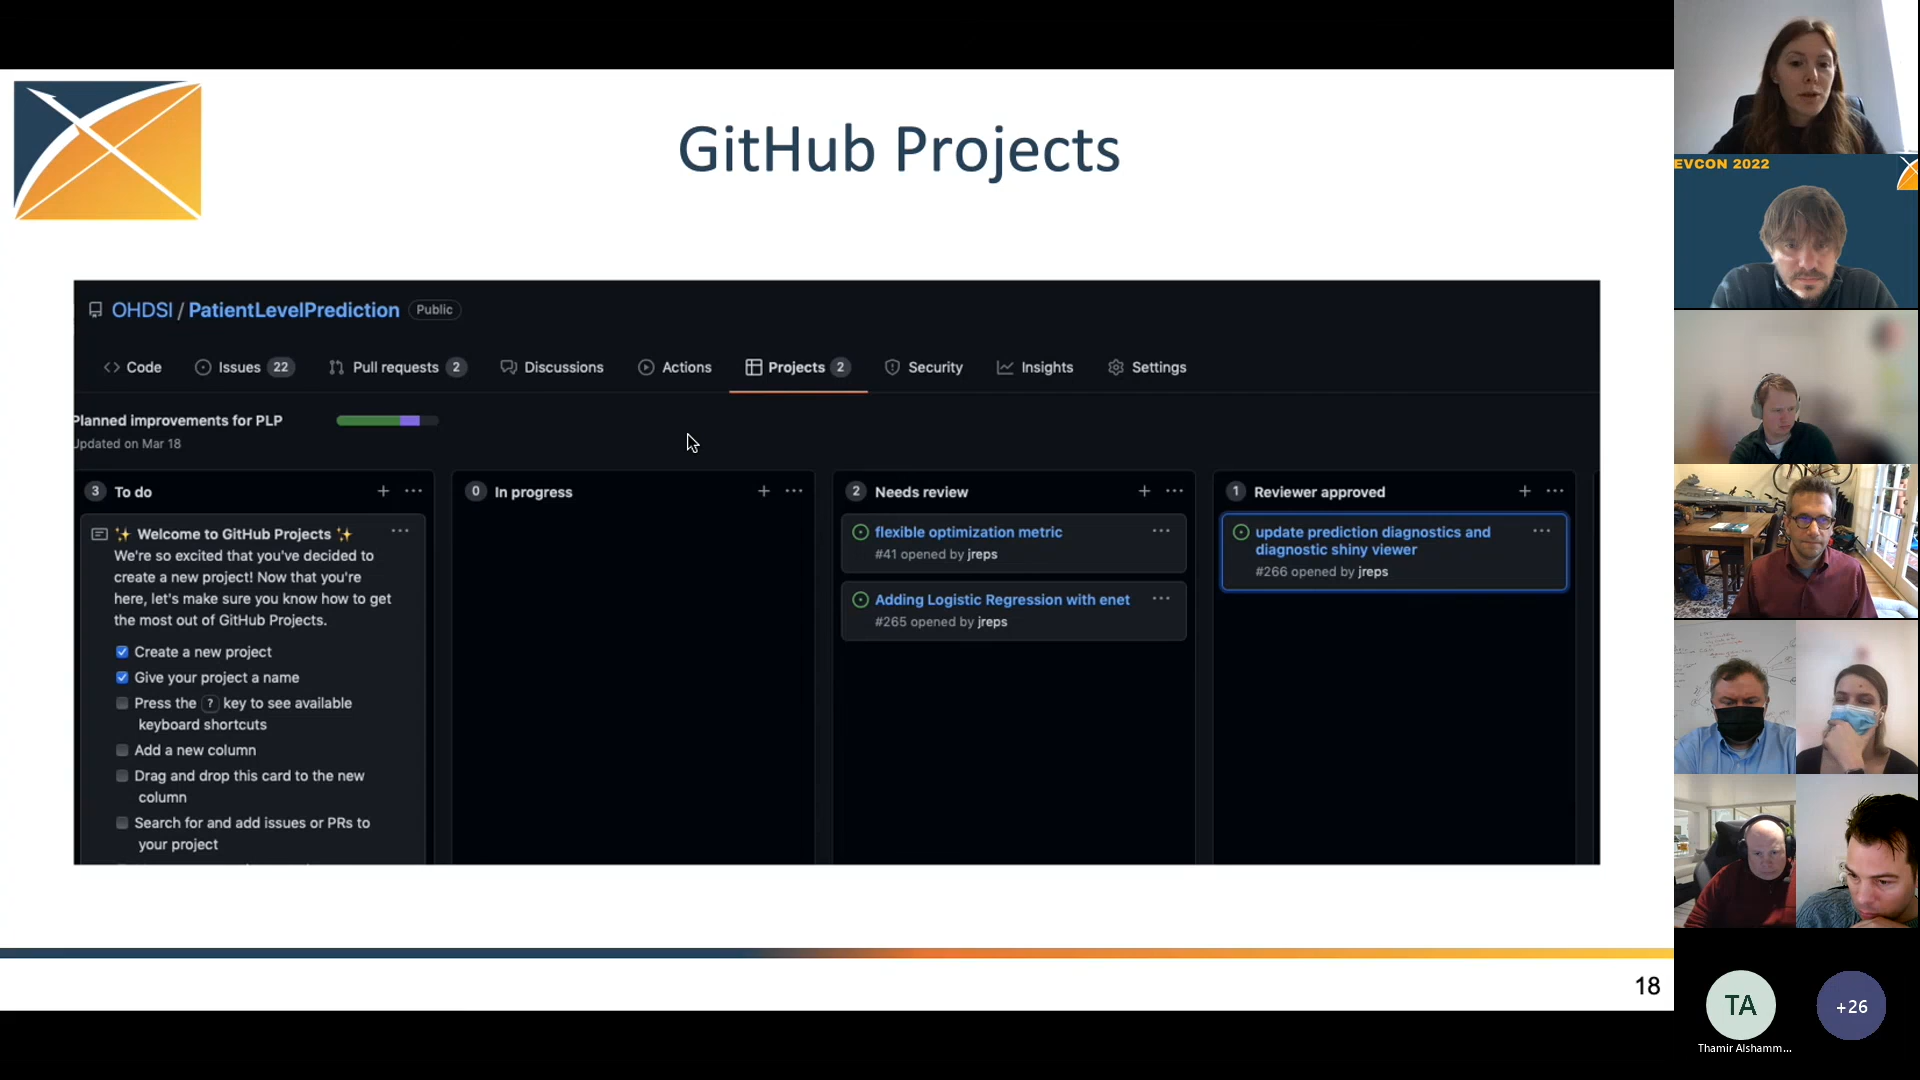 GitHub Projects
OHDSI / PatientLevelPrediction Public
Code Issues 22 Pull requests 2 Discussions Actions Projects 2 Security Insights Settings
Planned improvements for PLP
Updated on Mar 18
3 To do
✨ Welcome to GitHub Projects ✨
We're so excited that you've decided to
create a new project! Now that you're
here, let's make sure you know how to get
the most out of GitHub Projects.
Create a new project
Give your project a name
Press the ? key to see available
keyboard shortcuts
Add a new column
Drag and drop this card to the new
column
Search for and add issues or PRs to
your project
0 In progress
2 Needs review
flexible optimization metric
#41 opened by jreps
Adding Logistic Regression with enet
#265 opened by jreps
1 Reviewer approved
update prediction diagnostics and
diagnostic shiny viewer
#266 opened by jreps
18
EVCON 2022
TA
Thamir Alshamm...
+26